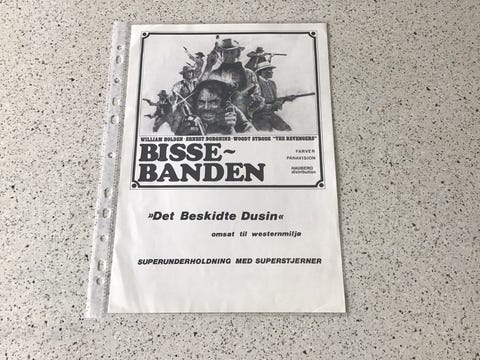 WILLIAM HOLDEN - ERNEST BORGNINE - WOODY STRODE "THE REVENGERS"
BISSE~
BANDEN
FARVER
PANAVISION
HAUBERG
distribution
»Det Beskidte Dusin«
omsat til westernmiljø
SUPERUNDERHOLDNING MED SUPERSTJERNER